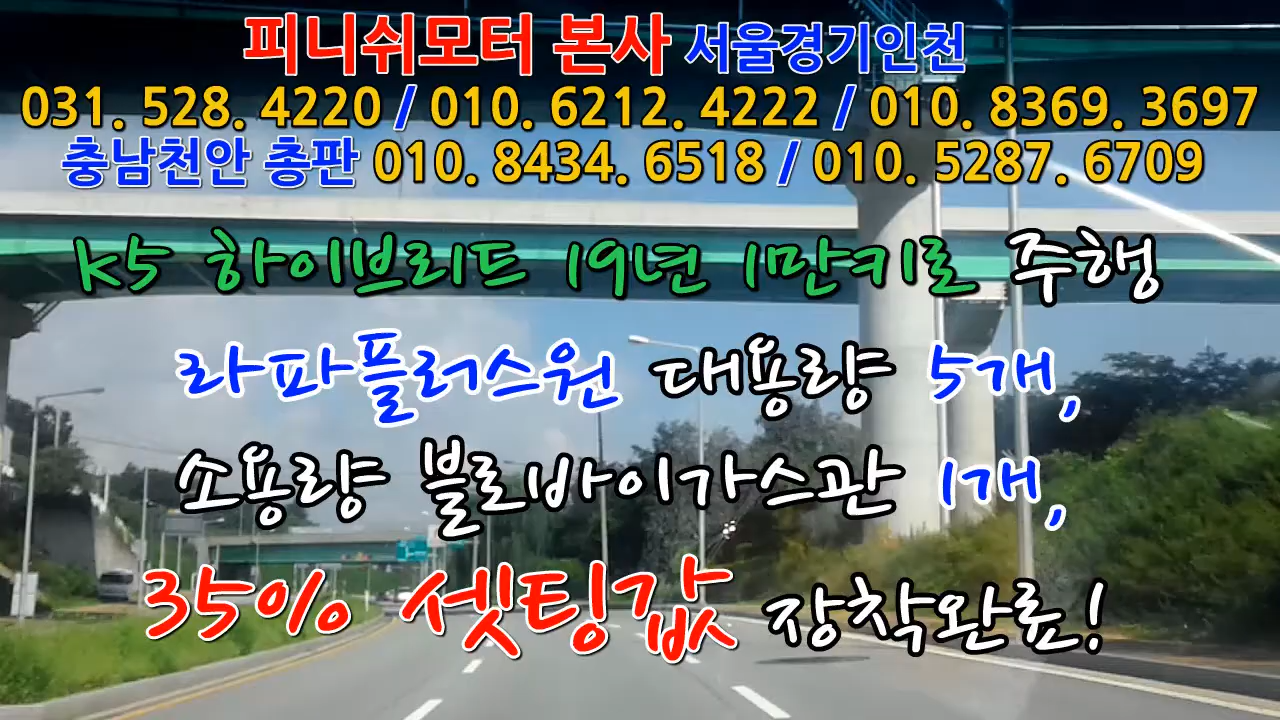 피니쉬모터 본사 서울경기인천
031. 528. 4220 / 010. 6212. 4222 / 010. 8369. 3697
충남천안 총판 010. 8434. 6518 / 010. 5287. 6709
k5 하이브리드 19년 1만키로 주행
라파플러스원 대용량 5개,
소용량 블로바이가스관 1개,
35% 셋팅값 장착완료!